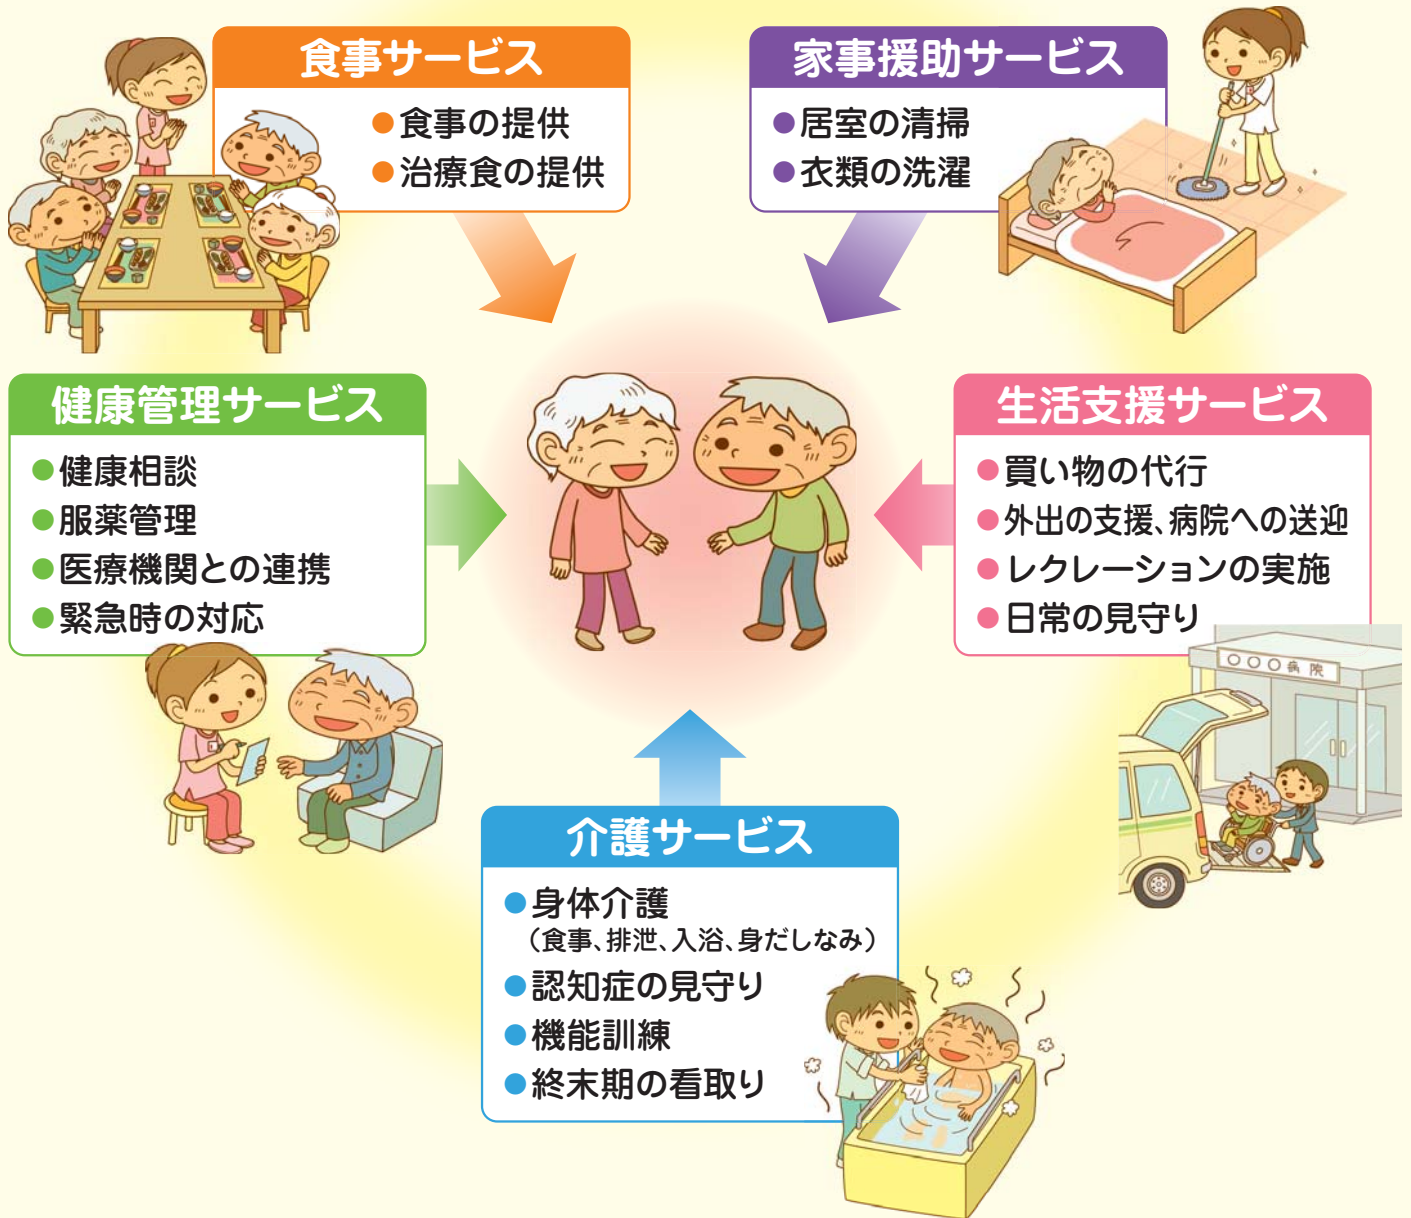 食事サービス
●食事の提供
●治療食の提供
家事援助サービス
●居室の清掃
●衣類の洗濯
健康管理サービス
●健康相談
●服薬管理
●医療機関との連携
●緊急時の対応
生活支援サービス
●買い物の代行
●外出の支援、病院への送迎
●レクレーションの実施
●日常の見守り
〇〇〇病院
介護サービス
●身体介護
（食事、排泄、入浴、身だしなみ）
●認知症の見守り
●機能訓練
●終末期の看取り